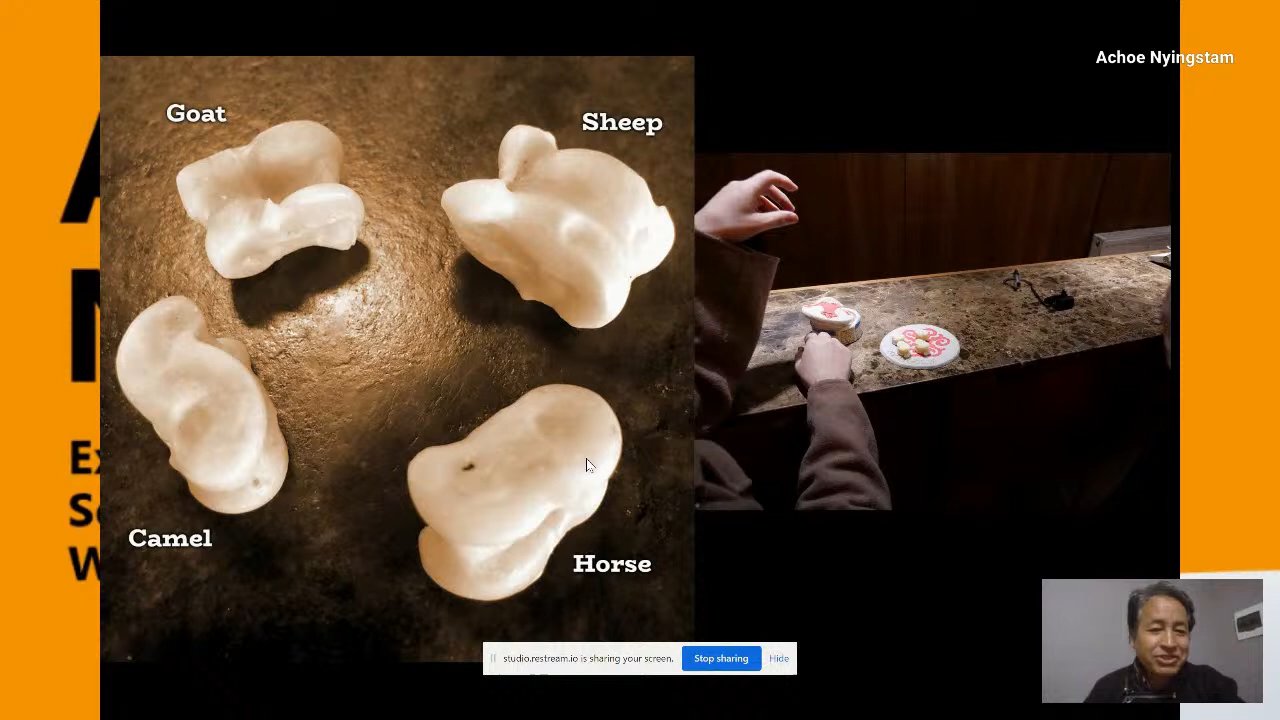 Achoe Nyingstam
Goat
Sheep
Camel
Horse
studio.restream.io is sharing your screen.
Stop sharing
Hide